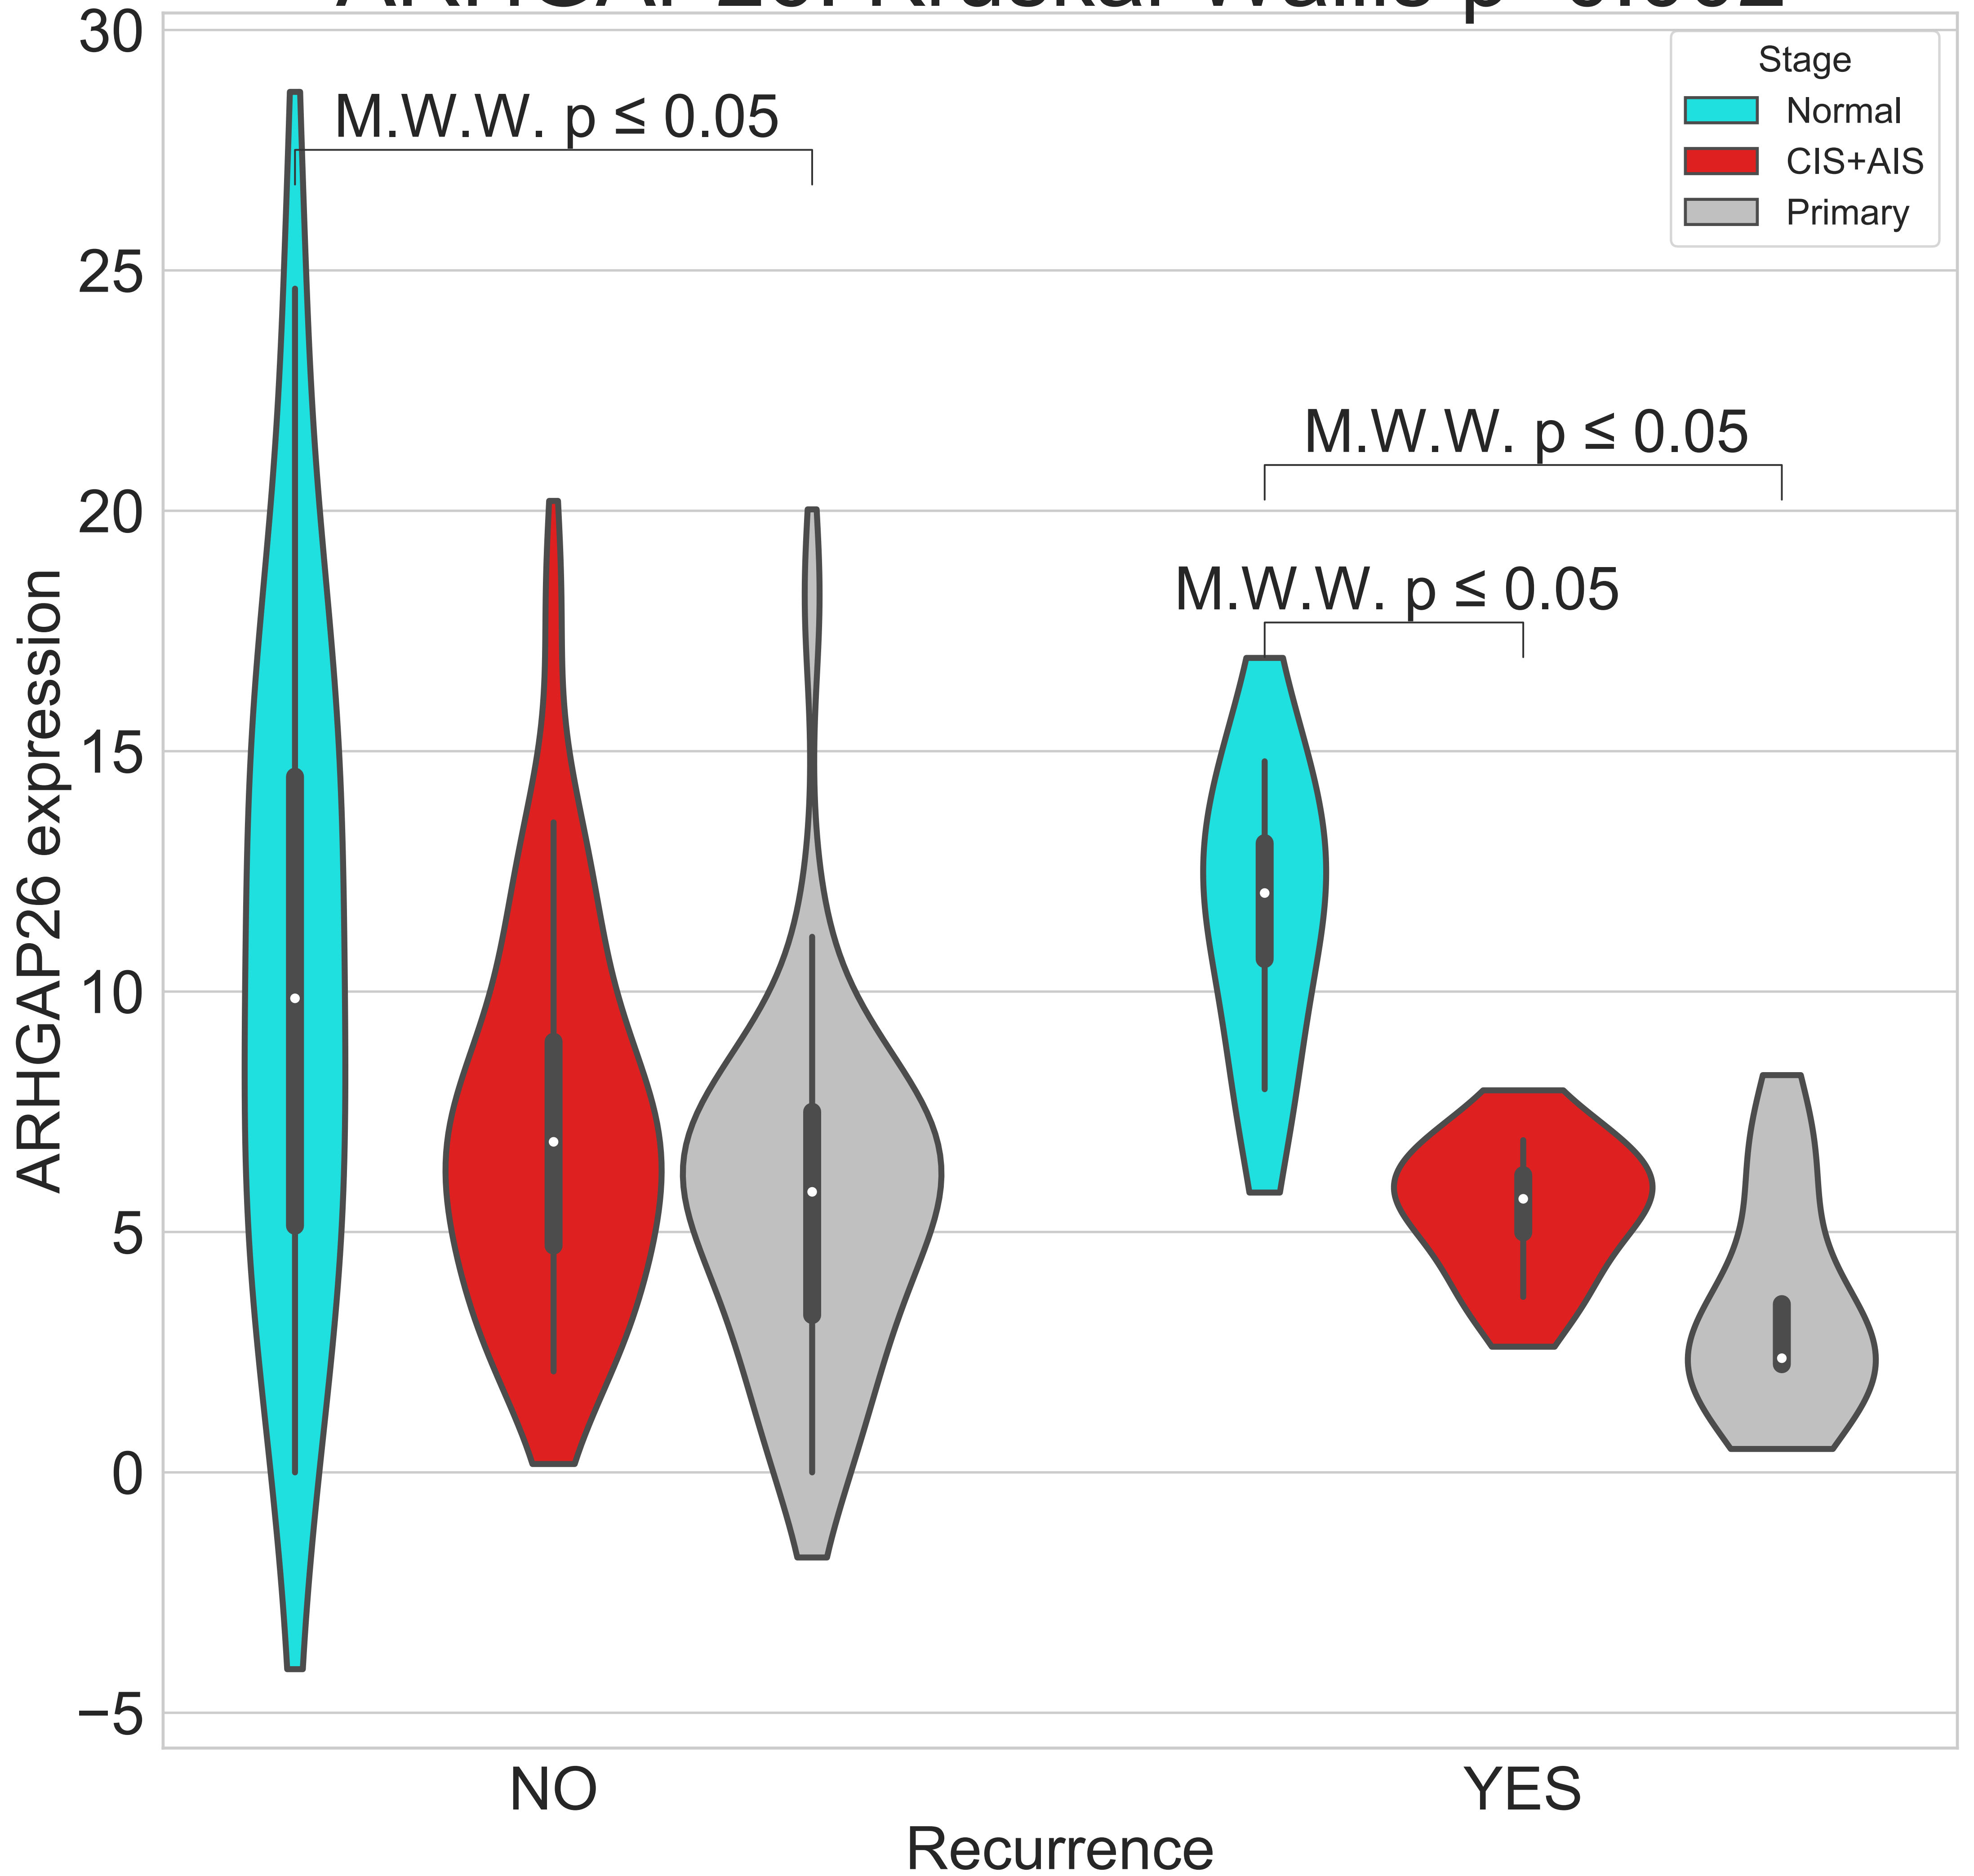 30
25
20
15
10
5
0
−5
ARHGAP26 expression
M.W.W. p ≤ 0.05
M.W.W. p ≤ 0.05
M.W.W. p ≤ 0.05
Stage
Normal
CIS+AIS
Primary
NO
YES
Recurrence